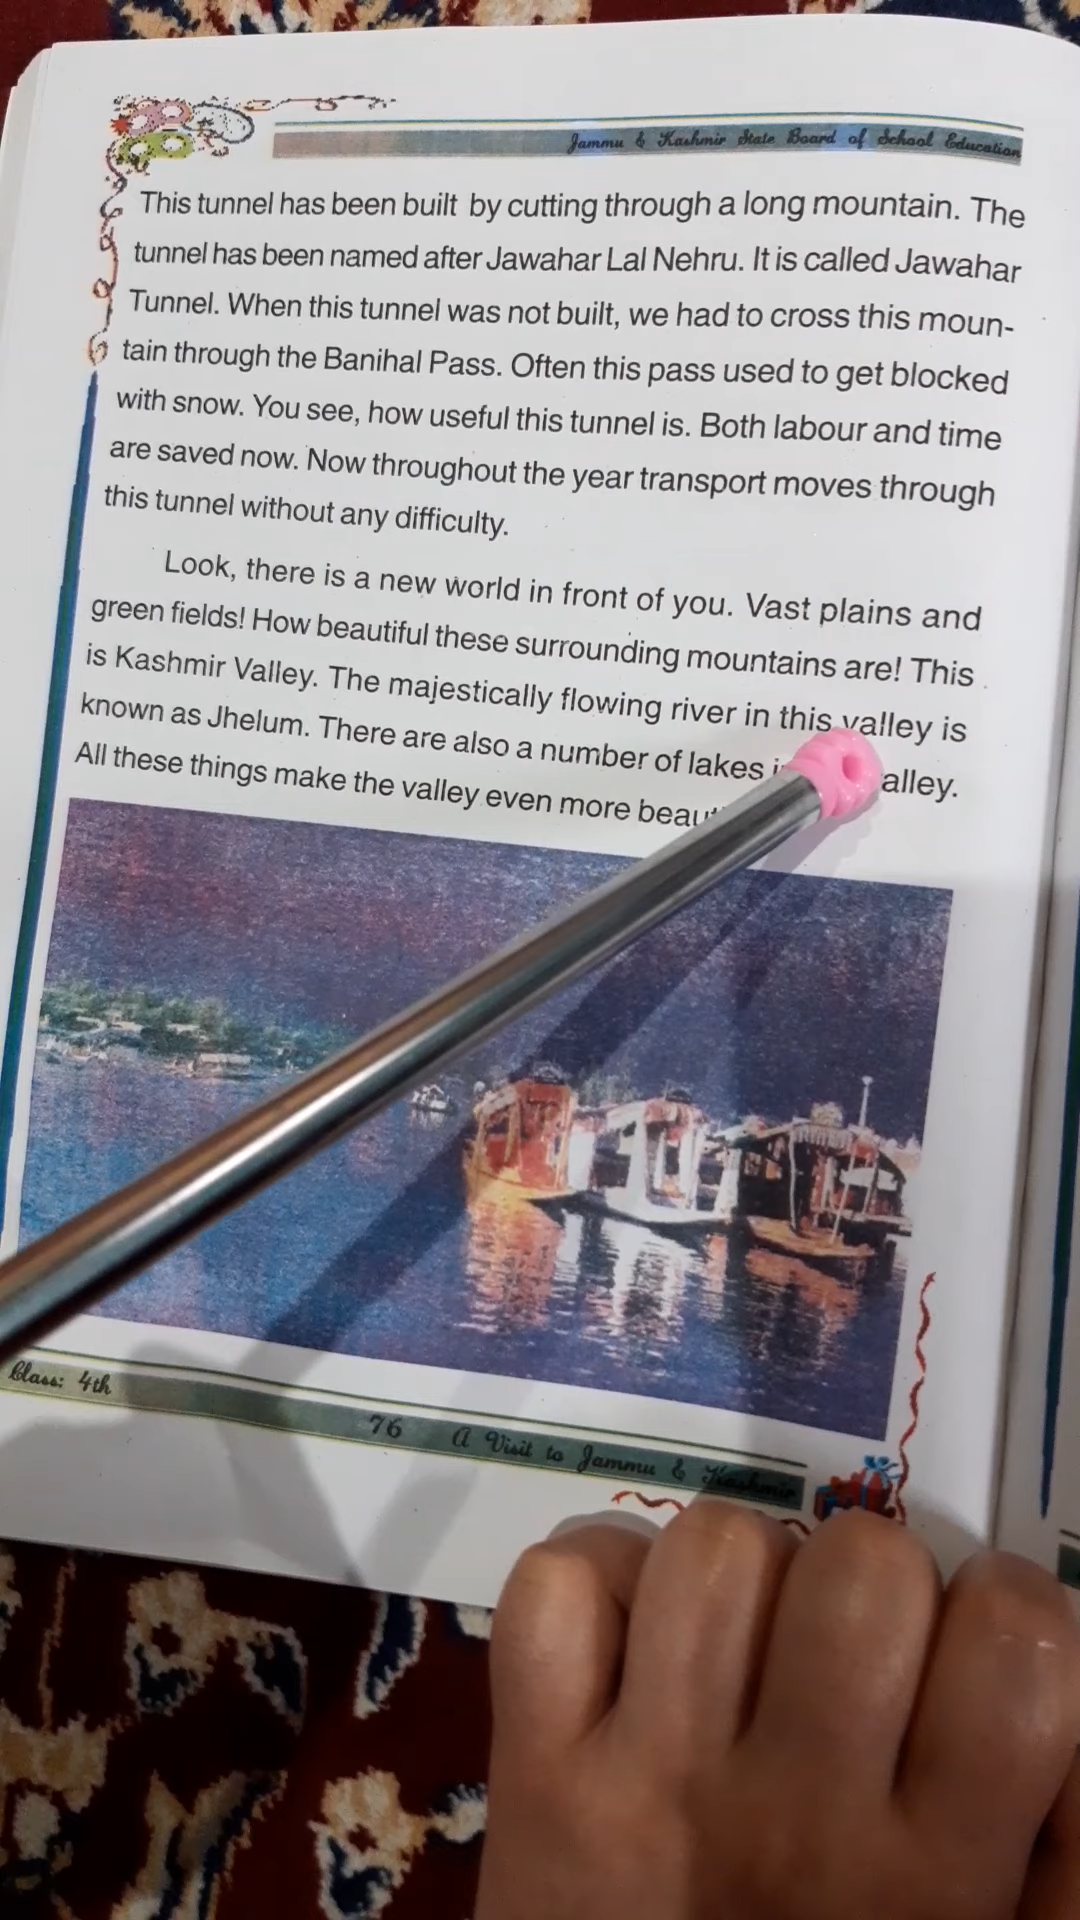 Jammu & Kashmir State Board of School Education
This tunnel has been built by cutting through a long mountain. The
tunnel has been named after Jawahar Lal Nehru. It is called Jawahar
Tunnel. When this tunnel was not built, we had to cross this moun-
tain through the Banihal Pass. Often this pass used to get blocked
with snow. You see, how useful this tunnel is. Both labour and time
are saved now. Now throughout the year transport moves through
this tunnel without any difficulty.
Look, there is a new world in front of you. Vast plains and
green fields! How beautiful these surrounding mountains are! This
is Kashmir Valley. The majestically flowing river in this valley is
known as Jhelum. There are also a number of lakes alley.
All these things make the valley even more
Class: 4th
76 A Visit to Jammu & Kashmir